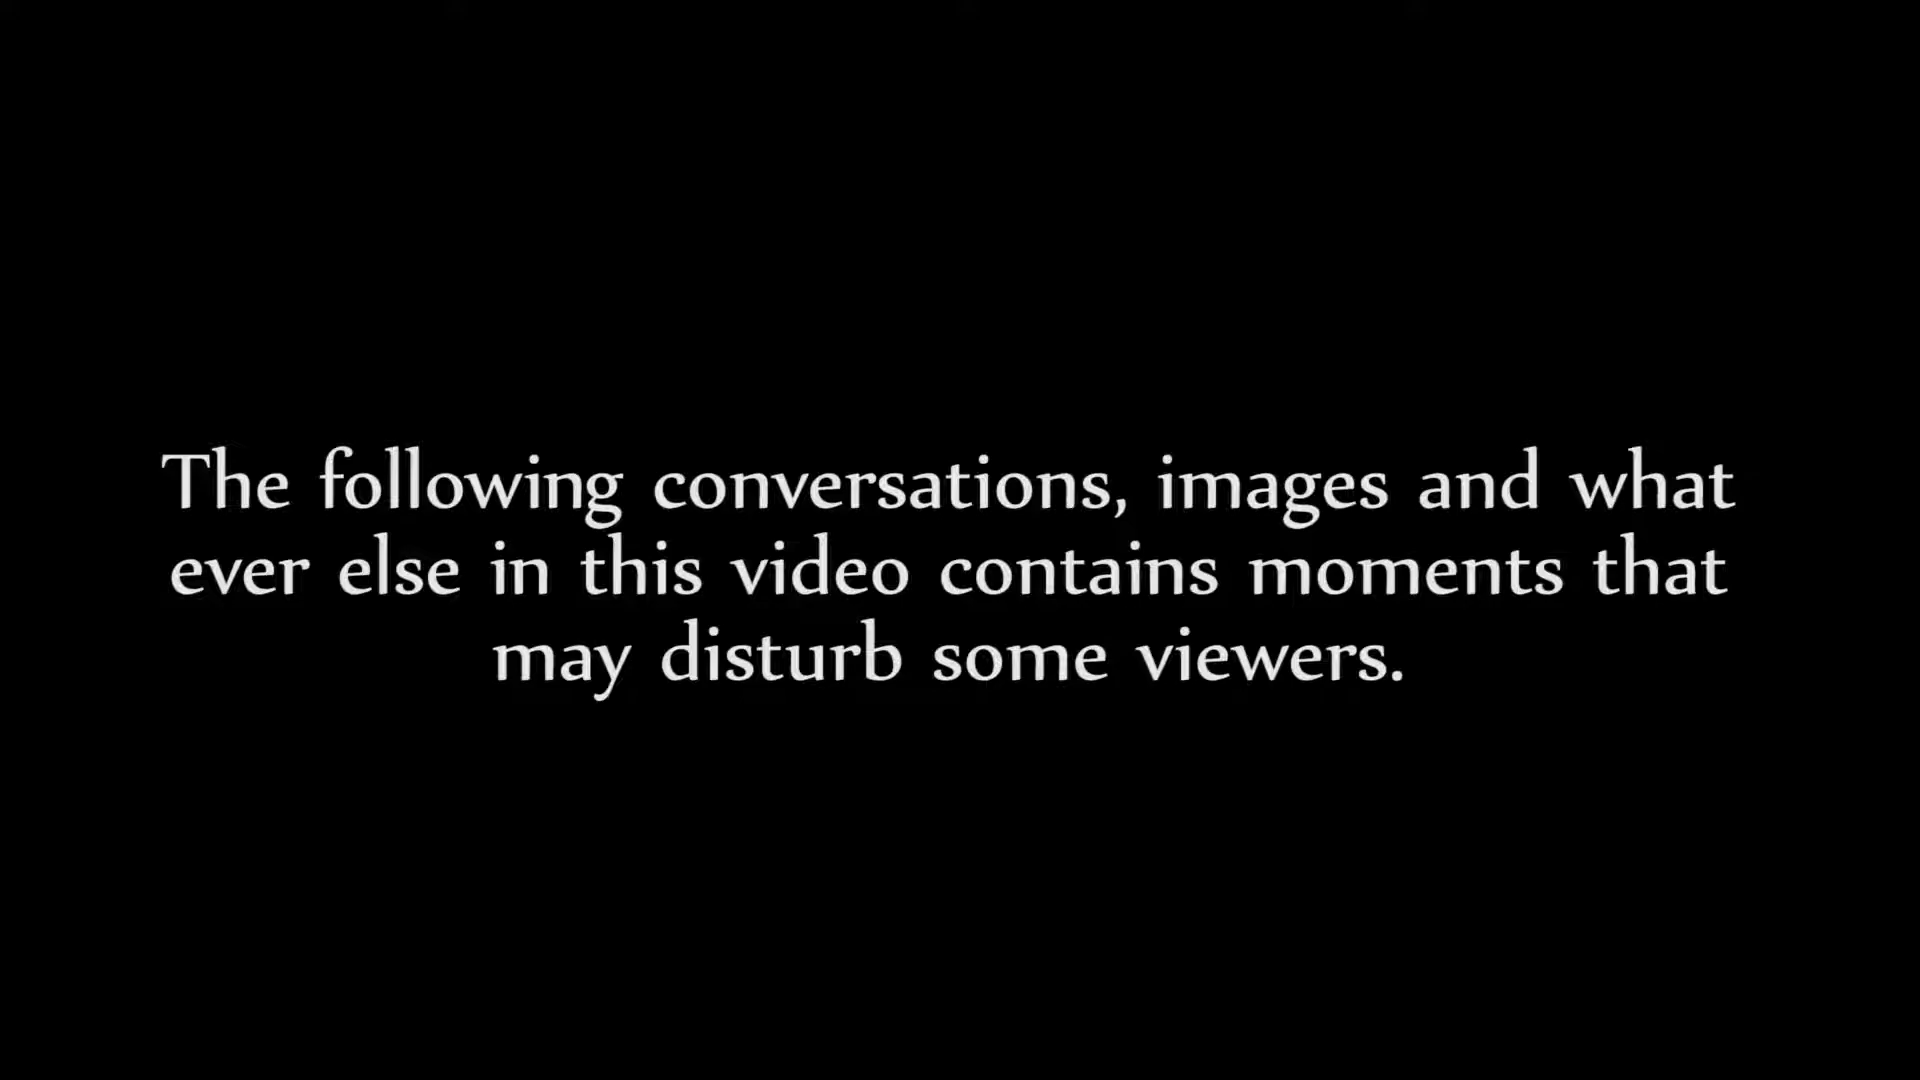 The following conversations, images and what
ever else in this video contains moments that
may disturb some viewers.